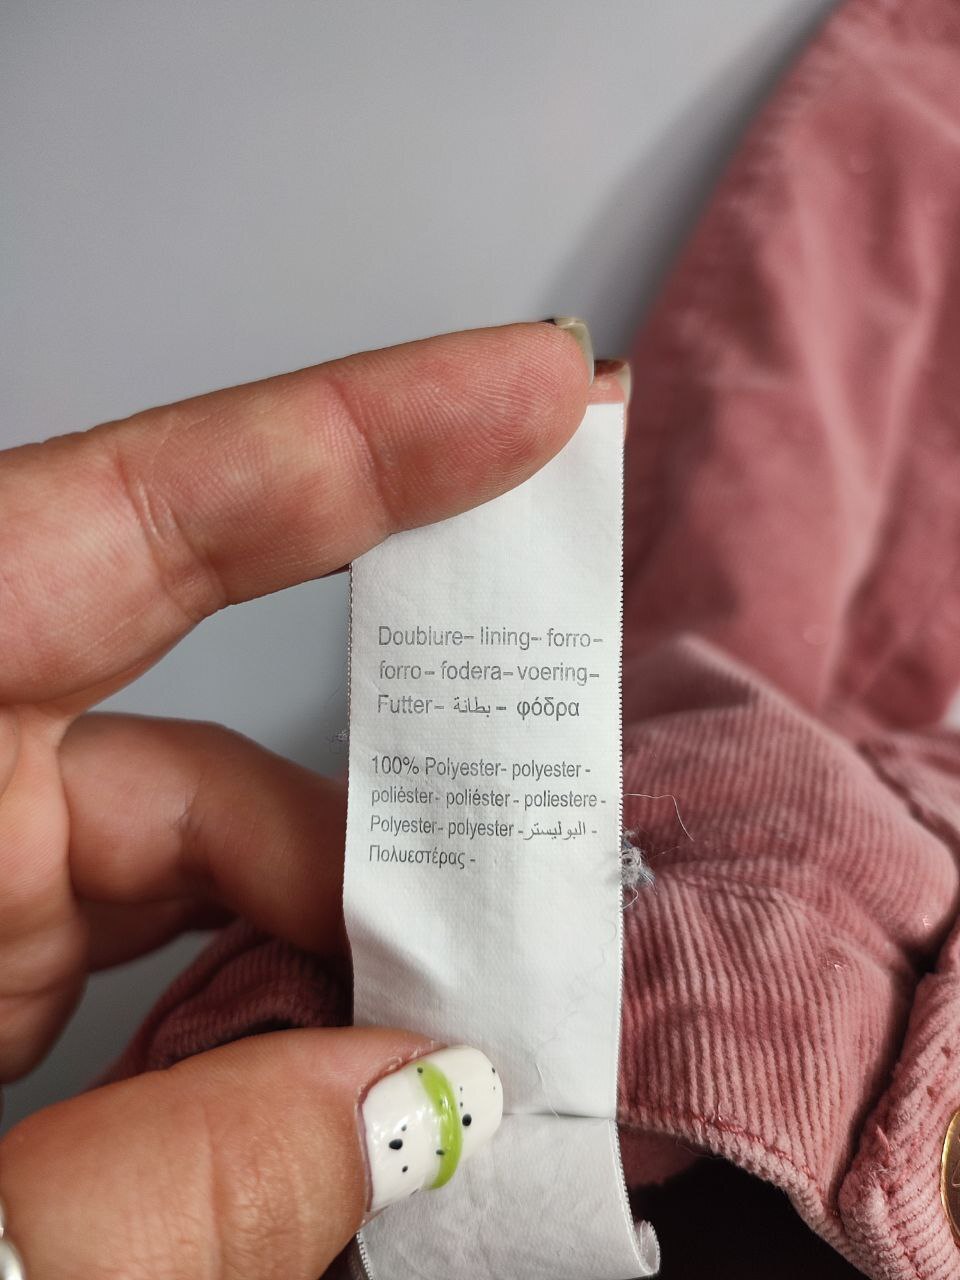 Doublure- lining- forro-
forro- fodera- voering-
Futter- بطانة - φόδρα
100% Polyester- polyester -
poliéster- poliéster - poliestere -
Polyester- polyester - البوليستر -
Πολυεστέρας -